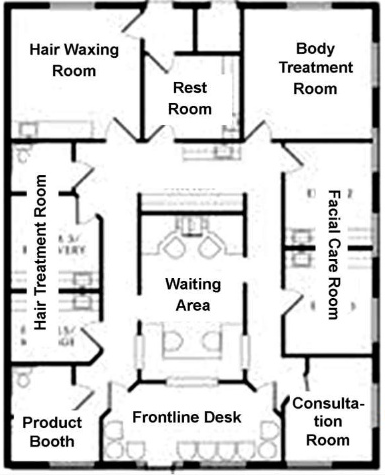 Hair Waxing
Room
Rest
Room
Body
Treatment
Room
Hair Treatment Room
Waiting
Area
Facial Care Room
Product
Booth
Frontline Desk
Consulta-
tion
Room